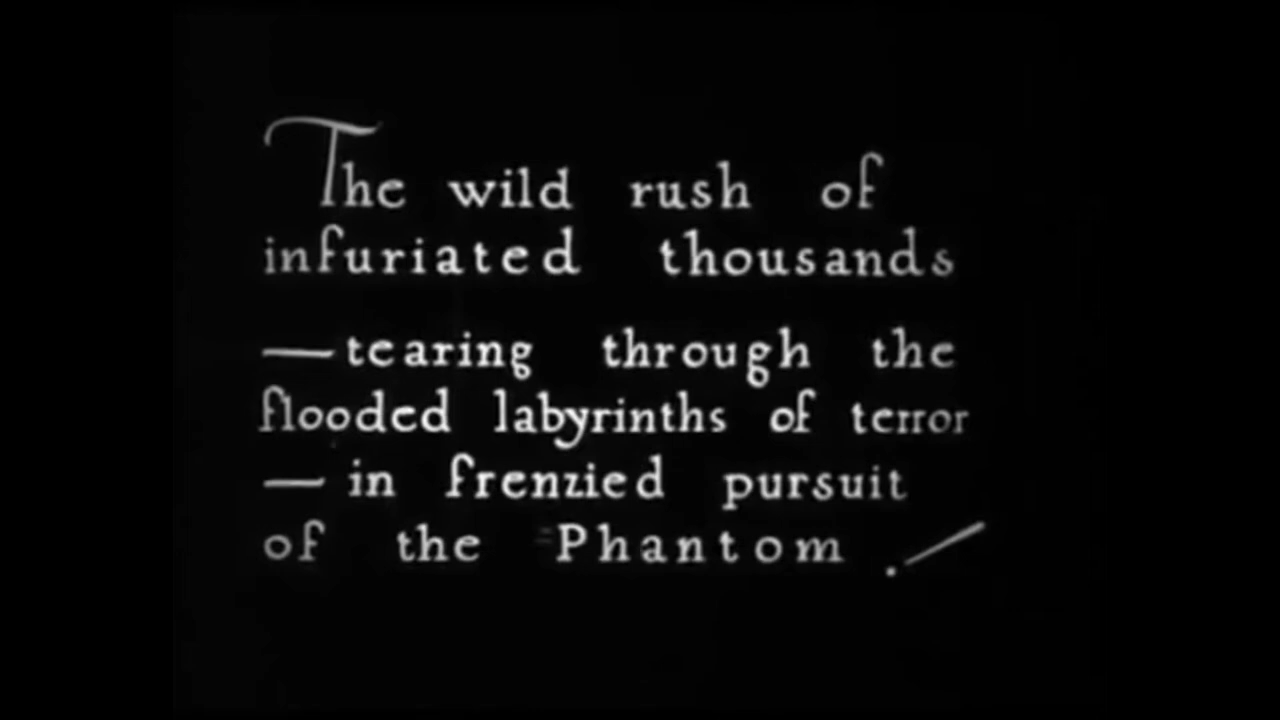 The wild rush of
infuriated thousands
—tearing through the
flooded labyrinths of terror
— in frenzied pursuit
of the Phantom !